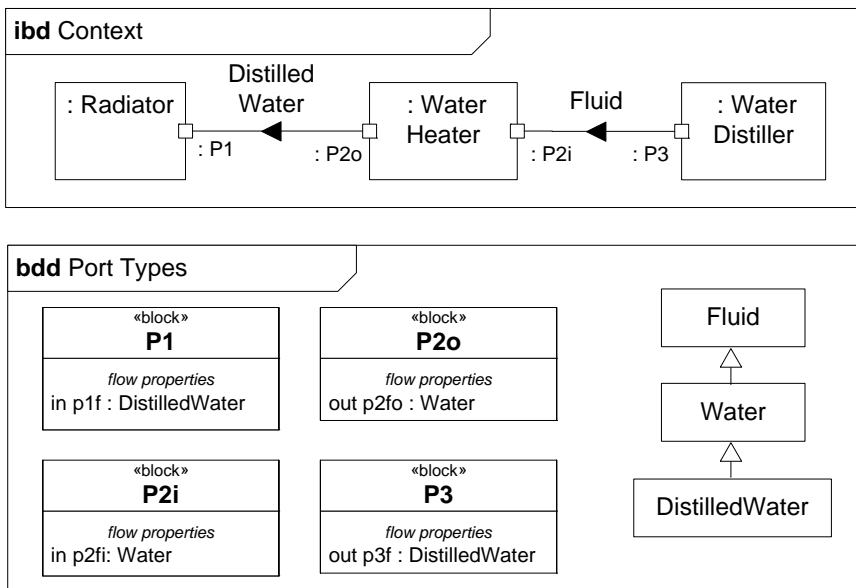 ibd Context
: Radiator
Distilled
Water
: Water
Heater
Fluid
: Water
Distiller
: P1
: P2o
: P2i
: P3
bdd Port Types
«block»
P1
flow properties
in p1f : DistilledWater
«block»
P2o
flow properties
out p2fo : Water
Fluid
Water
DistilledWater
«block»
P2i
flow properties
in p2fi: Water
«block»
P3
flow properties
out p3f : DistilledWater